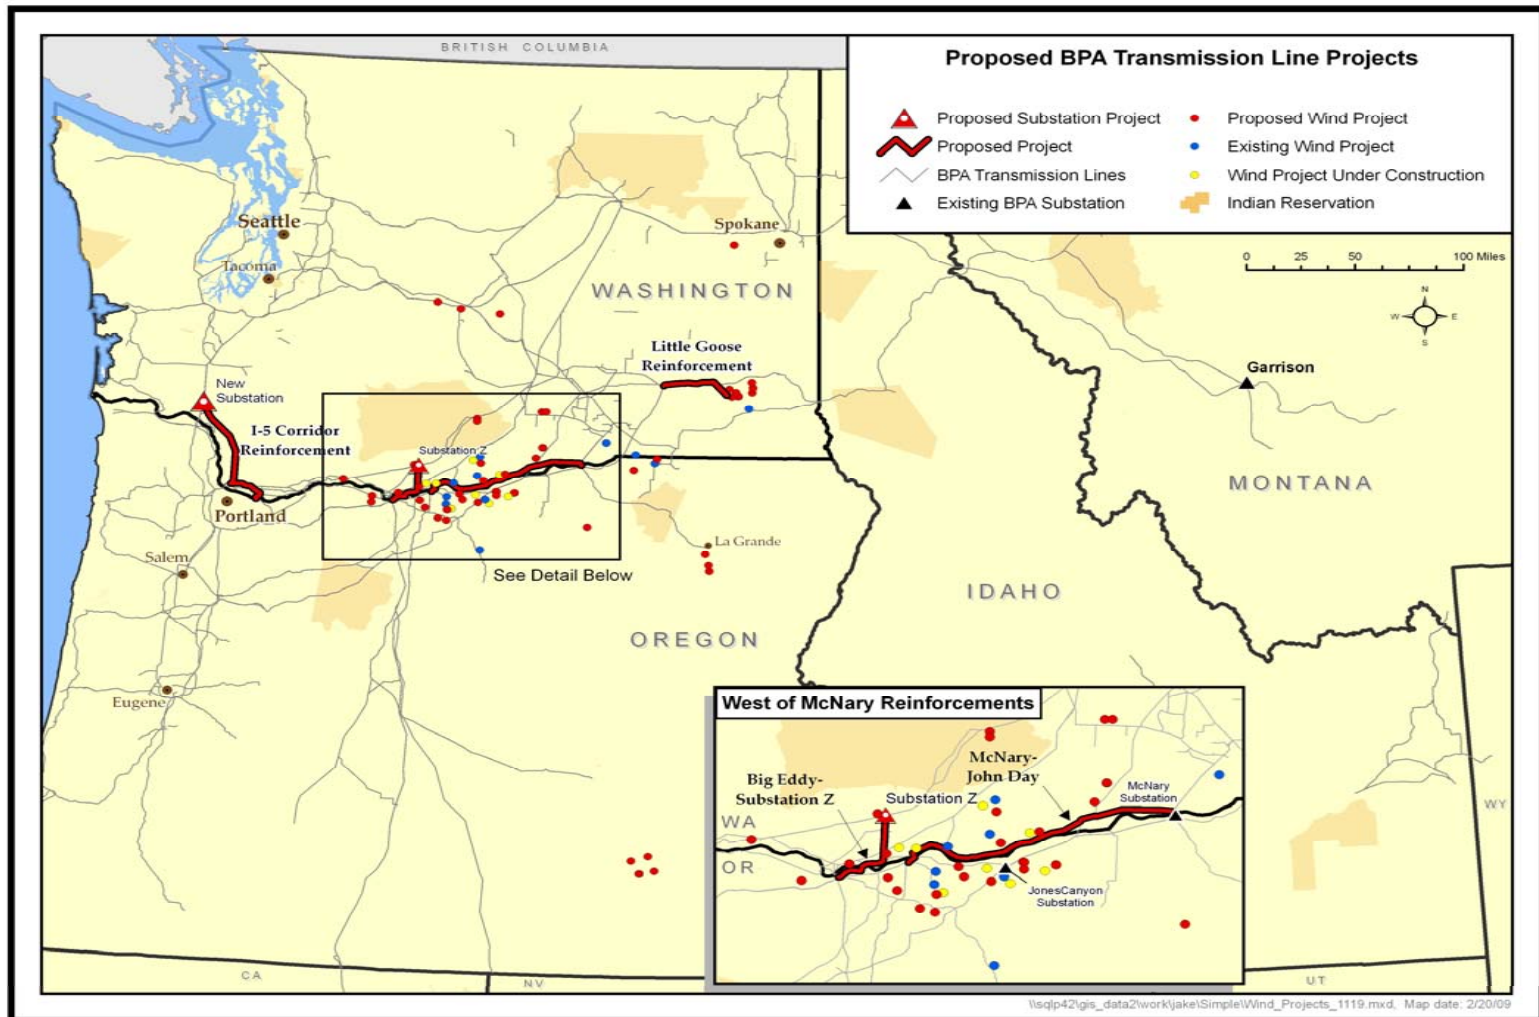 BRITISH COLUMBIA
Proposed BPA Transmission Line Projects
Proposed Substation Project
Proposed Project
BPA Transmission Lines
Existing BPA Substation
Proposed Wind Project
Existing Wind Project
Wind Project Under Construction
Indian Reservation
0 25 50 100 Miles
N
W E
S
Seattle
Tacoma
Spokane
WASHINGTON
Little Goose
Reinforcement
Garrison
New
Substation
I-5 Corridor
Reinforcement
Substation Z
MONTANA
Portland
Salem
La Grande
See Detail Below
IDAHO
OREGON
Eugene
West of McNary Reinforcements
McNary-
John Day
Big Eddy-
Substation Z
Substation Z
McNary
Substation
WA
OR
JonesCanyon
Substation
WY
CA
NV
UT
\\sqlp42\gis_data2\work\jake\Simple\Wind_Projects_1119.mxd, Map date: 2/20/09